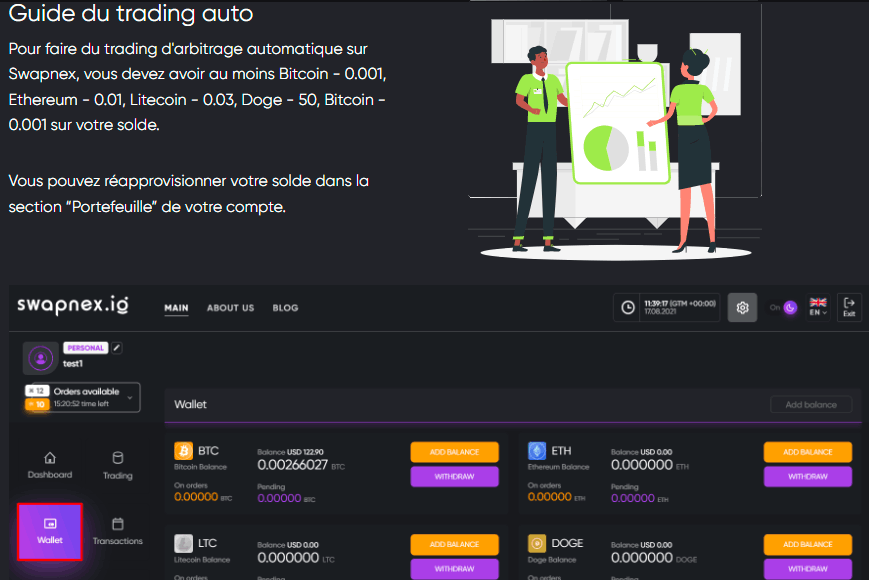 Guide du trading auto
Pour faire du trading d'arbitrage automatique sur
Swapnex, vous devez avoir au moins Bitcoin - 0.001,
Ethereum - 0.01, Litecoin - 0.03, Doge - 50, Bitcoin -
0.001 sur votre solde.
Vous pouvez réapprovisionner votre solde dans la
section “Portefeuille” de votre compte.
swapnex.io
MAIN ABOUT US BLOG
11:39:17 (GTM +00:00)
17.08.2021
On
EN
Exit
PERSONAL
test1
12 Orders available
10 15:20:52 time left
Dashboard
Trading
Wallet
Transactions
Wallet
Add balance
BTC
Bitcoin Balance
Balance USD 122.90
0.00266027 BTC
On orders
0.00000 BTC
Pending
0.00000 BTC
ADD BALANCE
WITHDRAW
ETH
Ethereum Balance
Balance USD 0.00
0.000000 ETH
On orders
0.00000 ETH
Pending
0.00000 ETH
ADD BALANCE
WITHDRAW
LTC
Litecoin Balance
Balance USD 0.00
0.000000 LTC
On orders
Pending
ADD BALANCE
WITHDRAW
DOGE
Doge Balance
Balance USD 0.00
0.000000 DOGE
On orders
Pending
ADD BALANCE
WITHDRAW